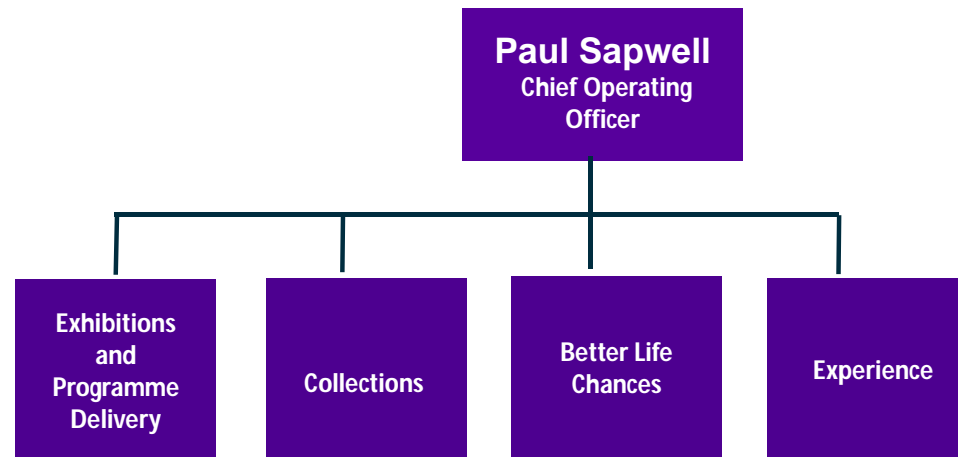 Paul Sapwell
Chief Operating
Officer
Exhibitions
and
Programme
Delivery
Collections
Better Life
Chances
Experience